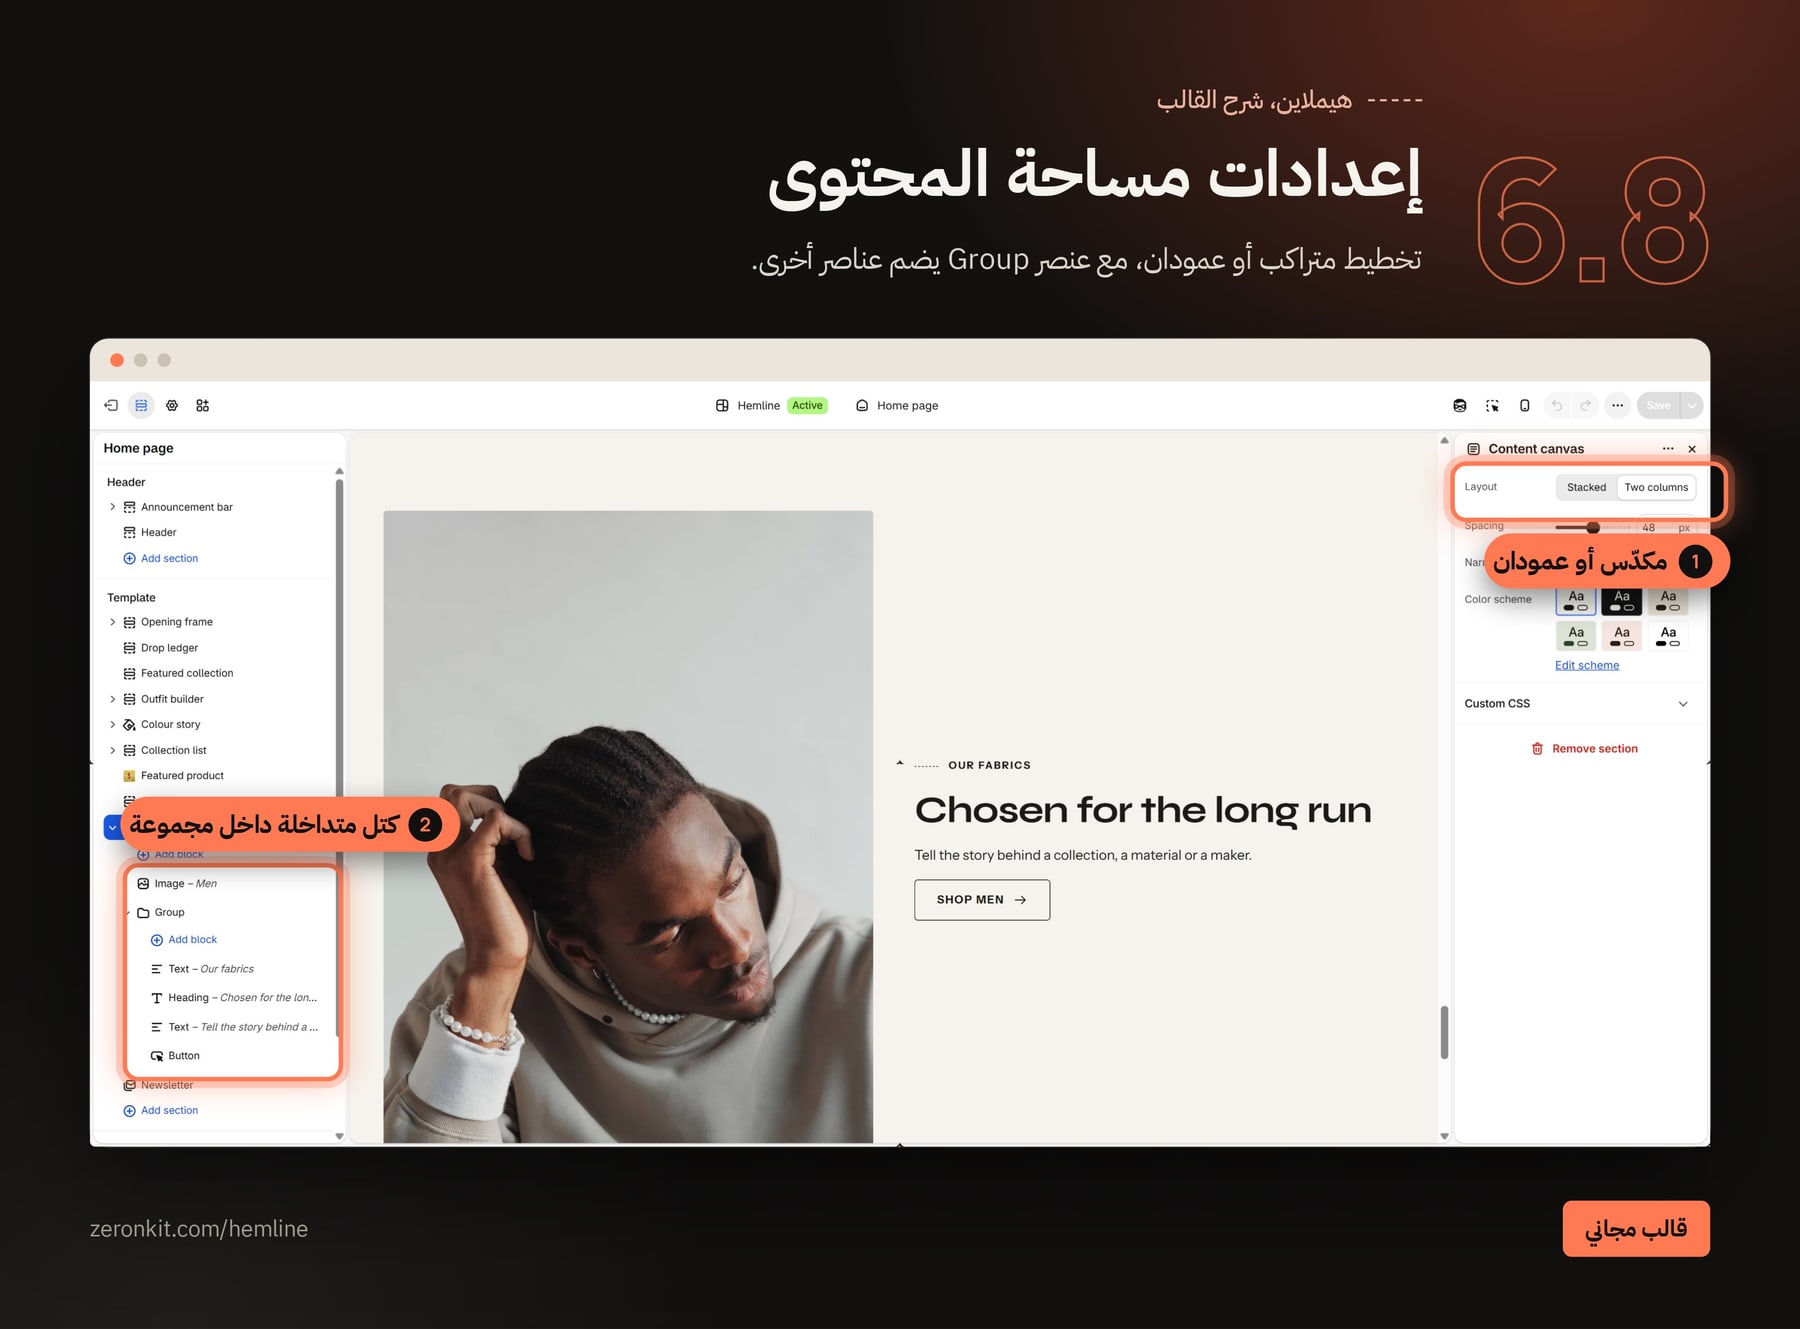 ----- هيملاين، شرح القالب
إعدادات مساحة المحتوى
تخطيط متراكب أو عمودان، مع عنصر Group يضم عناصر أخرى.
6.8
Hemline Active Home page
Save
Home page
Header
Announcement bar
Header
Add section
Template
Opening frame
Drop ledger
Featured collection
Outfit builder
Colour story
Collection list
Featured product
2 كتل متداخلة داخل مجموعة
Add block
Image – Men
Group
Add block
Text – Our fabrics
Heading – Chosen for the lon...
Text – Tell the story behind a ...
Button
Newsletter
Add section
OUR FABRICS
Chosen for the long run
Tell the story behind a collection, a material or a maker.
SHOP MEN →
Content canvas
Layout Stacked Two columns
Spacing 48 px
1 مكدّس أو عمودان
Color scheme
Aa Aa Aa
Aa Aa Aa
Edit scheme
Custom CSS
Remove section
zeronkit.com/hemline
قالب مجاني